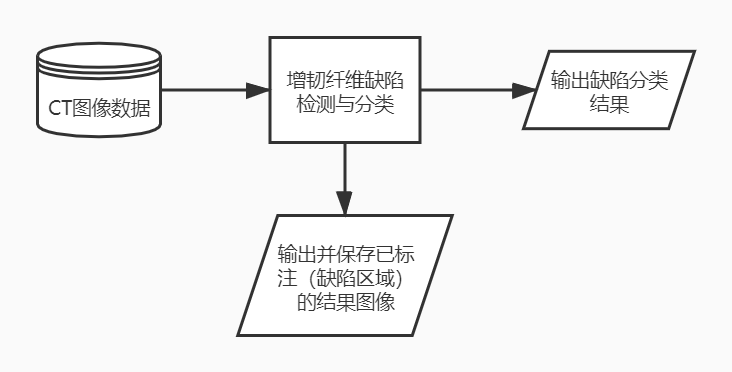 CT图像数据
增韧纤维缺陷
检测与分类
输出缺陷分类
结果
输出并保存已标
注（缺陷区域）
的结果图像